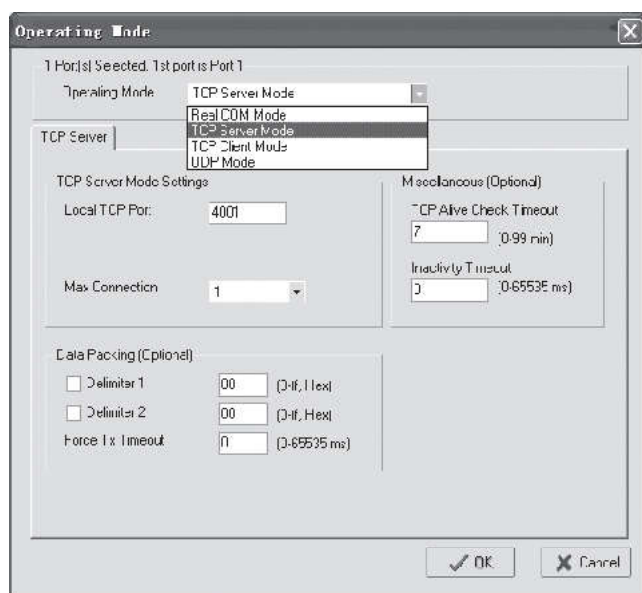 Operating Mode
1 Port(s) Selected. 1st port is Port 1
Operating Mode
TCP Server Mode
Real COM Mode
TCP Server Mode
TCP Client Mode
UDP Mode
TCP Server
TCP Server Mode Settings
Local TCP Port:
4001
Max Connection
1
Miscellanous (Optional)
TCP Alive Check Timeout
7
(0-99 min)
Inactivity Timeout
0
(0-65535 ms)
Data Packing (Optional)
Delimiter 1
00
(0-ff, Hex)
Delimiter 2
00
(0-ff, Hex)
Force Tx Timeout
0
(0-65535 ms)
OK
Cancel